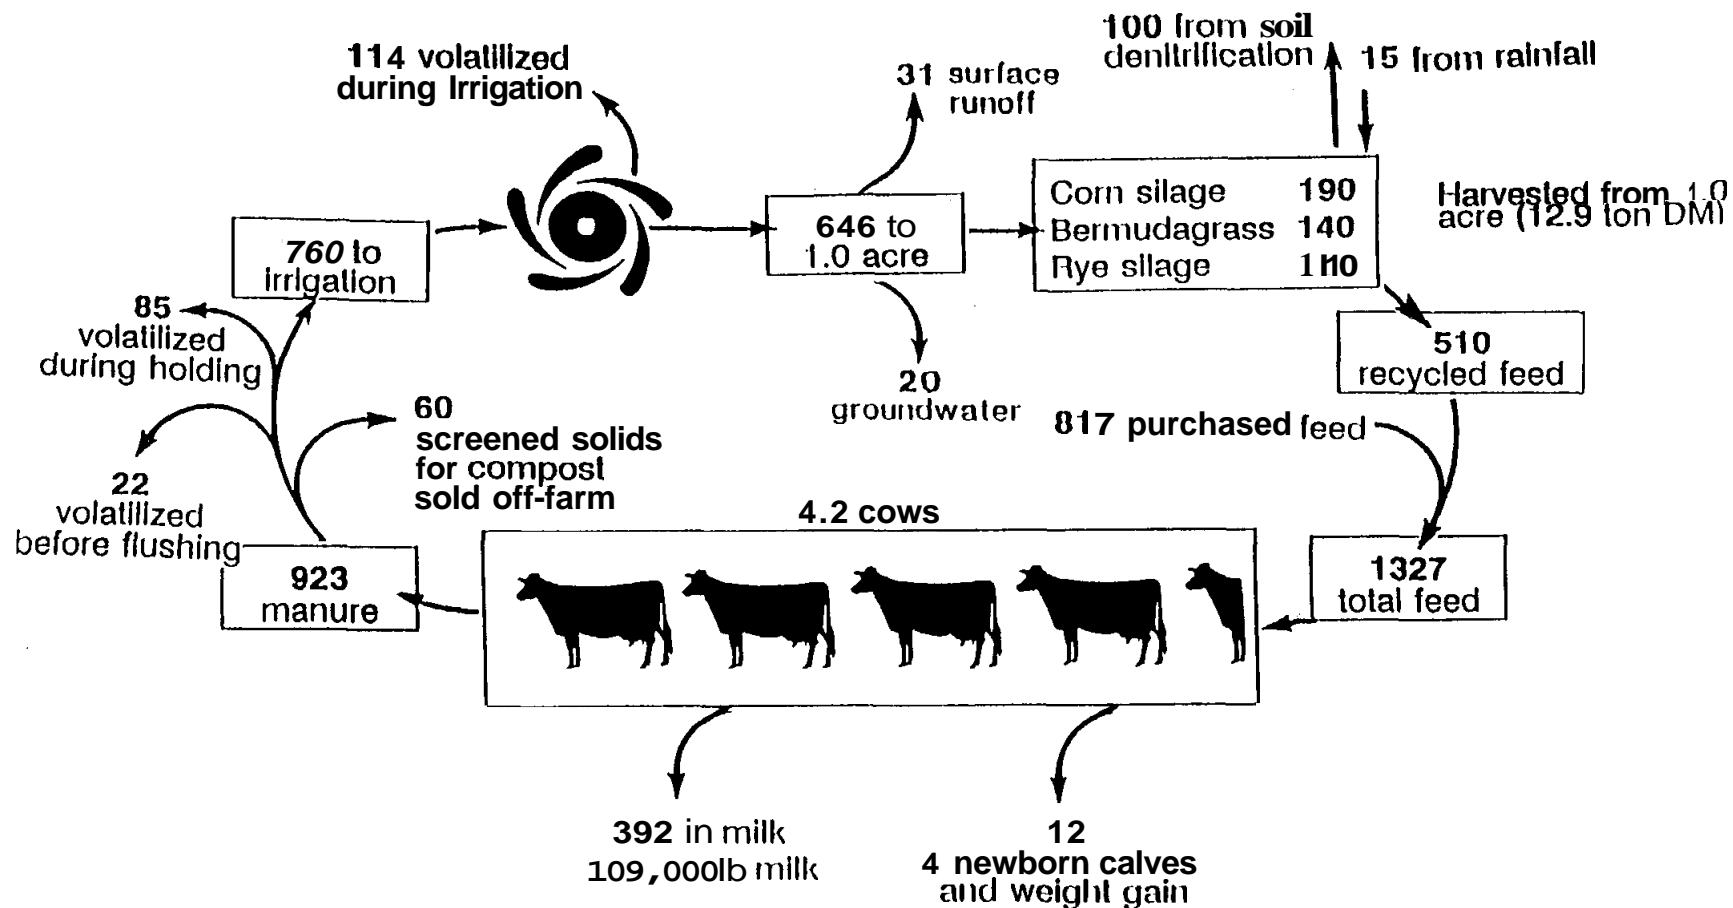 114 volatilized
during Irrigation
100 from soil
denitrification
15 from rainfall
31 surface
runoff
760 to
irrigation
646 to
1.0 acre
Corn silage 190
Bermudagrass 140
Rye silage 1M0
Harvested from 1.0
acre (12.9 ton DM)
85
volatilized
during holding
20
groundwater
510
recycled feed
817 purchased feed
60
screened solids
for compost
sold off-farm
22
volatilized
before flushing
4.2 cows
923
manure
1327
total feed
392 in milk
109,000lb milk
12
4 newborn calves
and weight gain